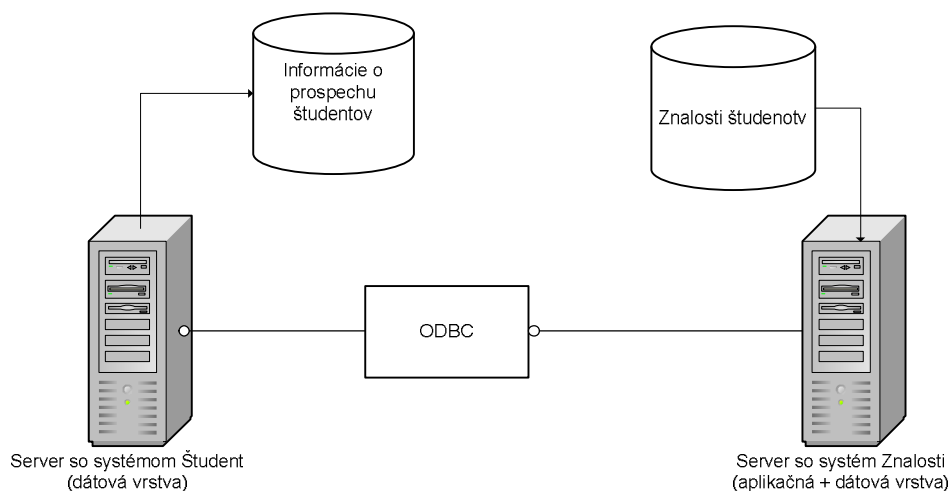 Informácie o
prospechu
študentov
Znalosti študenotv
ODBC
Server so systémom Študent
(dátová vrstva)
Server so systém Znalosti
(aplikačná + dátová vrstva)